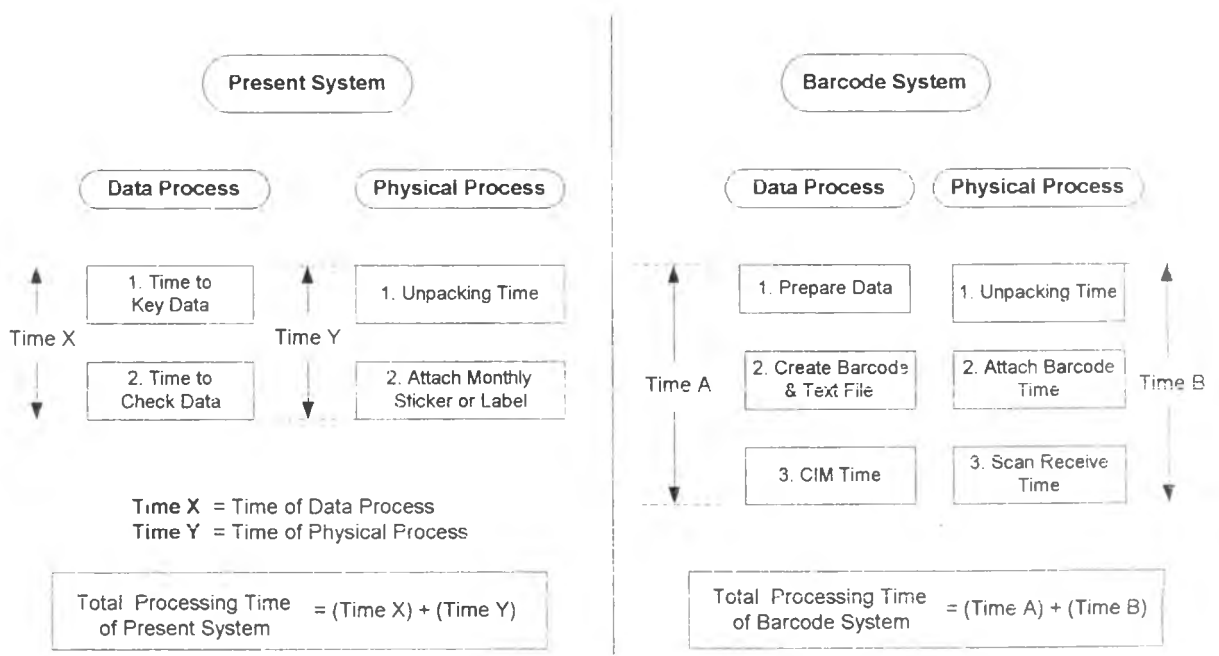 Present System
Data Process
Physical Process
Time X
1. Time to
Key Data
2. Time to
Check Data
Time Y
1. Unpacking Time
2. Attach Monthly
Sticker or Label
Time X = Time of Data Process
Time Y = Time of Physical Process
Total Processing Time
of Present System
= (Time X) + (Time Y)
Barcode System
Data Process
Physical Process
Time A
1. Prepare Data
2. Create Barcode
& Text File
3. CIM Time
1. Unpacking Time
2. Attach Barcode
Time
3. Scan Receive
Time
Time B
Total Processing Time
of Barcode System
= (Time A) + (Time B)